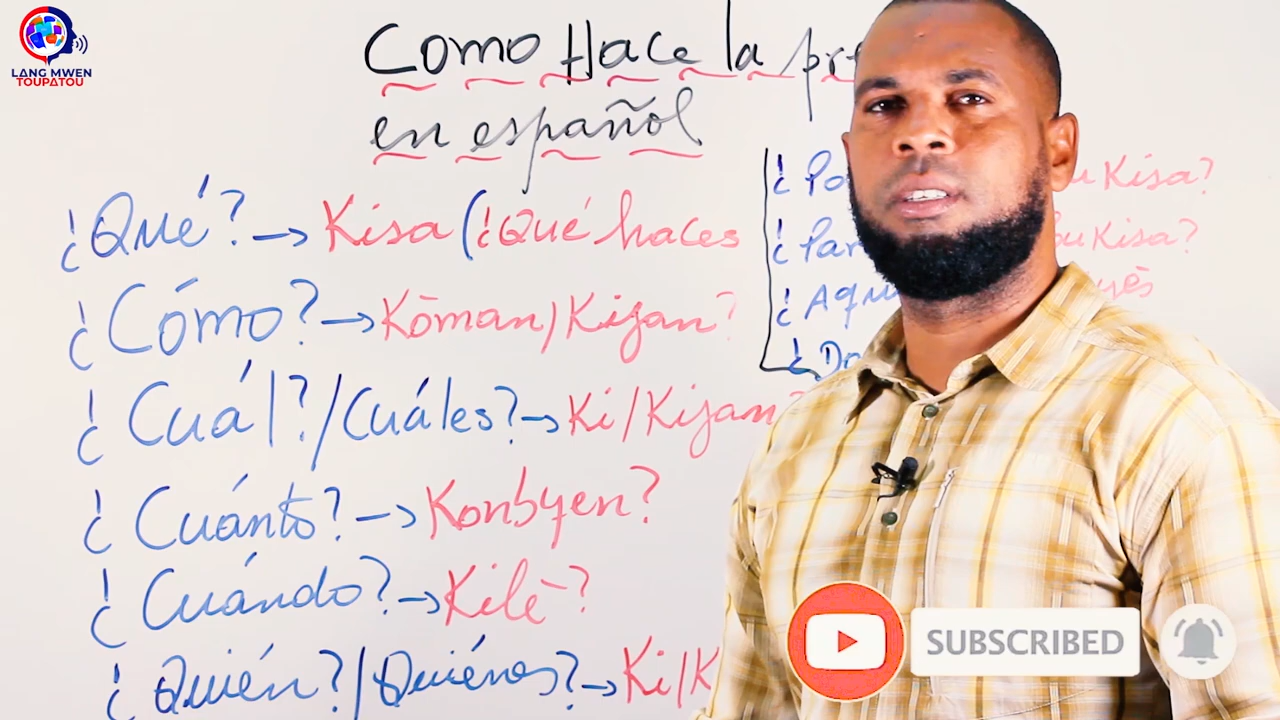 LANG MWEN
TOUPATOU
Como Hace la
en español
¿Qué? → Kisa (¿Qué haces
¿Cómo? → Kōman/Kijan?
¿Cuál?/Cuáles? → Ki/Kijan?
¿Cuánto? → Konbyen?
¿Cuándo? → Kilè?
¿Quién?/Quiénes? → Ki/K
Kisa?
Kisa?
SUBSCRIBED